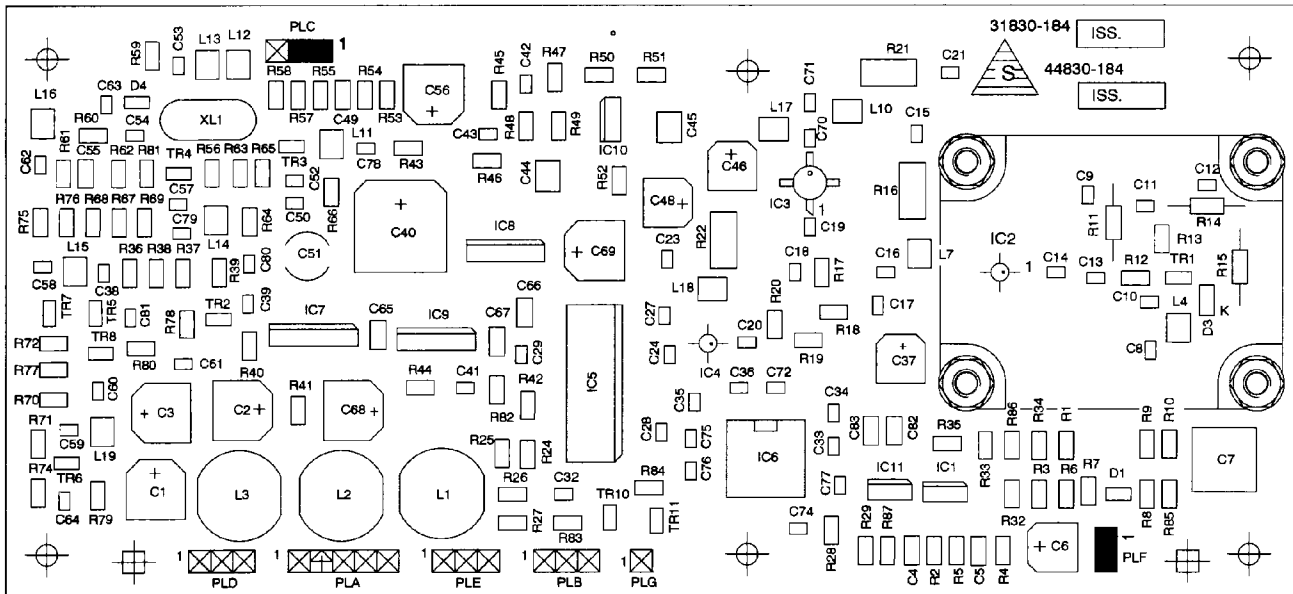 PLC
1
31830-184
ISS.
S
44830-184
ISS.
R59
C53
L13
L12
R58
R57
R55
C49
R54
R53
C56
R45
C42
R47
R50
R51
C71
R21
C21
L16
C63
D4
R60
C54
XL1
L11
C78
R43
C43
R48
R49
IC10
C45
L17
C70
L10
C15
C62
R61
C55
R62
R81
TR4
R56
R63
R65
TR3
C52
R66
R46
C44
R52
C46
IC3
1
R16
C9
C11
C12
R75
R76
R68
R67
R69
C57
C79
R64
C50
C40
IC8
C48
C19
R11
R14
L15
R36
R38
R37
L14
R39
C80
C51
C69
C23
R22
C18
R17
C16
L7
IC2
1
C14
C13
R13
R12
TR1
R15
C58
C38
TR7
TR5
C81
R78
TR2
C39
IC7
C65
IC9
C66
C67
L18
C27
R20
R18
C17
C10
L4
D3
K
R72
TR8
R80
C61
R40
C29
IC5
C24
IC4
C20
R19
C37
C8
R77
R70
C60
C3
C2
R41
C68
R44
C41
R82
R42
C35
C36
C72
C34
R71
C59
L19
R25
R24
C28
C75
C76
IC6
C33
C83
C82
R35
R86
R34
R1
R9
R10
R74
TR6
C64
R79
C1
L3
L2
L1
R26
R27
C32
R83
TR10
R84
TR11
C77
IC11
IC1
R33
R3
R6
R7
D1
R8
R85
C7
C74
R28
R29
R87
C4
R2
R5
C5
R4
R32
C6
1
PLF
1
PLD
1
PLA
1
PLE
1
PLB
1
PLG